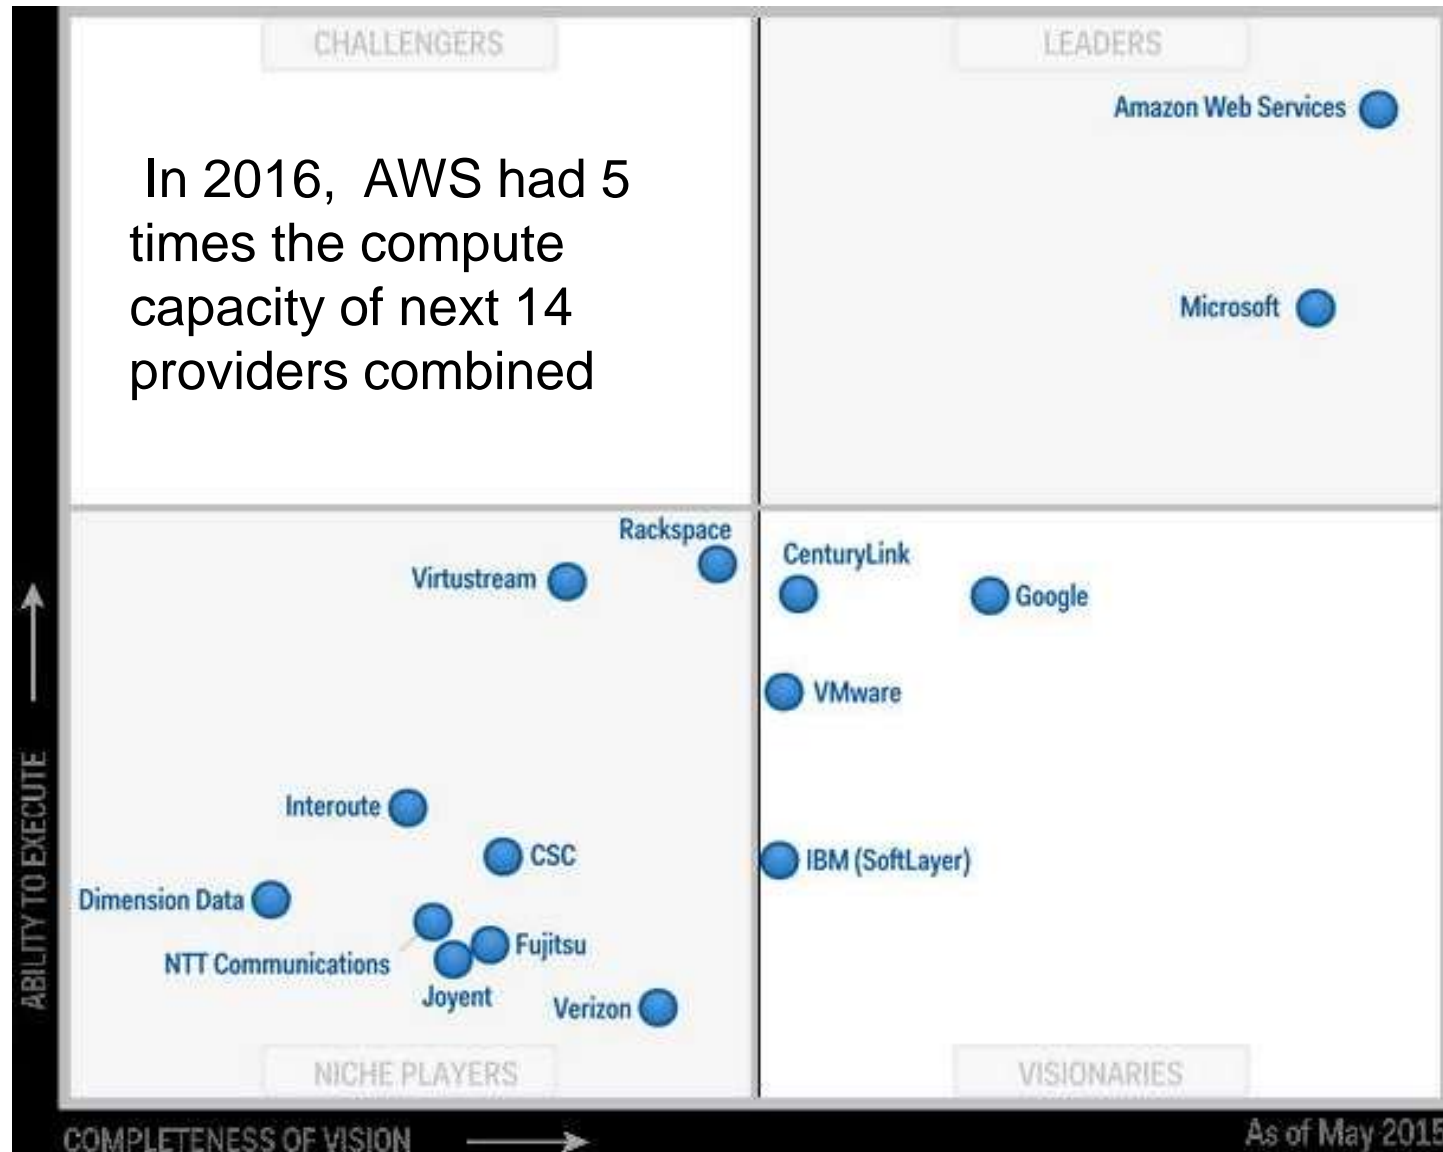 CHALLENGERS
LEADERS
Amazon Web Services
In 2016, AWS had 5
times the compute
capacity of next 14
providers combined
Microsoft
Rackspace
Virtustream
CenturyLink
Google
VMware
Interoute
CSC
IBM (SoftLayer)
Dimension Data
NTT Communications
Fujitsu
Joyent
Verizon
NICHE PLAYERS
VISIONARIES
ABILITY TO EXECUTE
COMPLETENESS OF VISION
As of May 2015